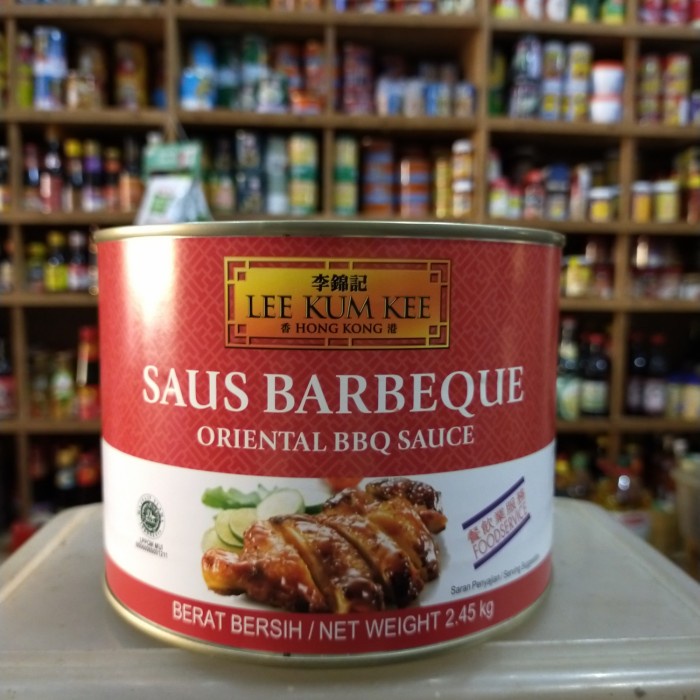 李錦記
LEE KUM KEE
香 HONG KONG 港
SAUS BARBEQUE
ORIENTAL BBQ SAUCE
餐飲業服務
FOODSERVICE
Saran Penyajian / Serving Suggestion
BERAT BERSIH / NET WEIGHT 2.45 kg